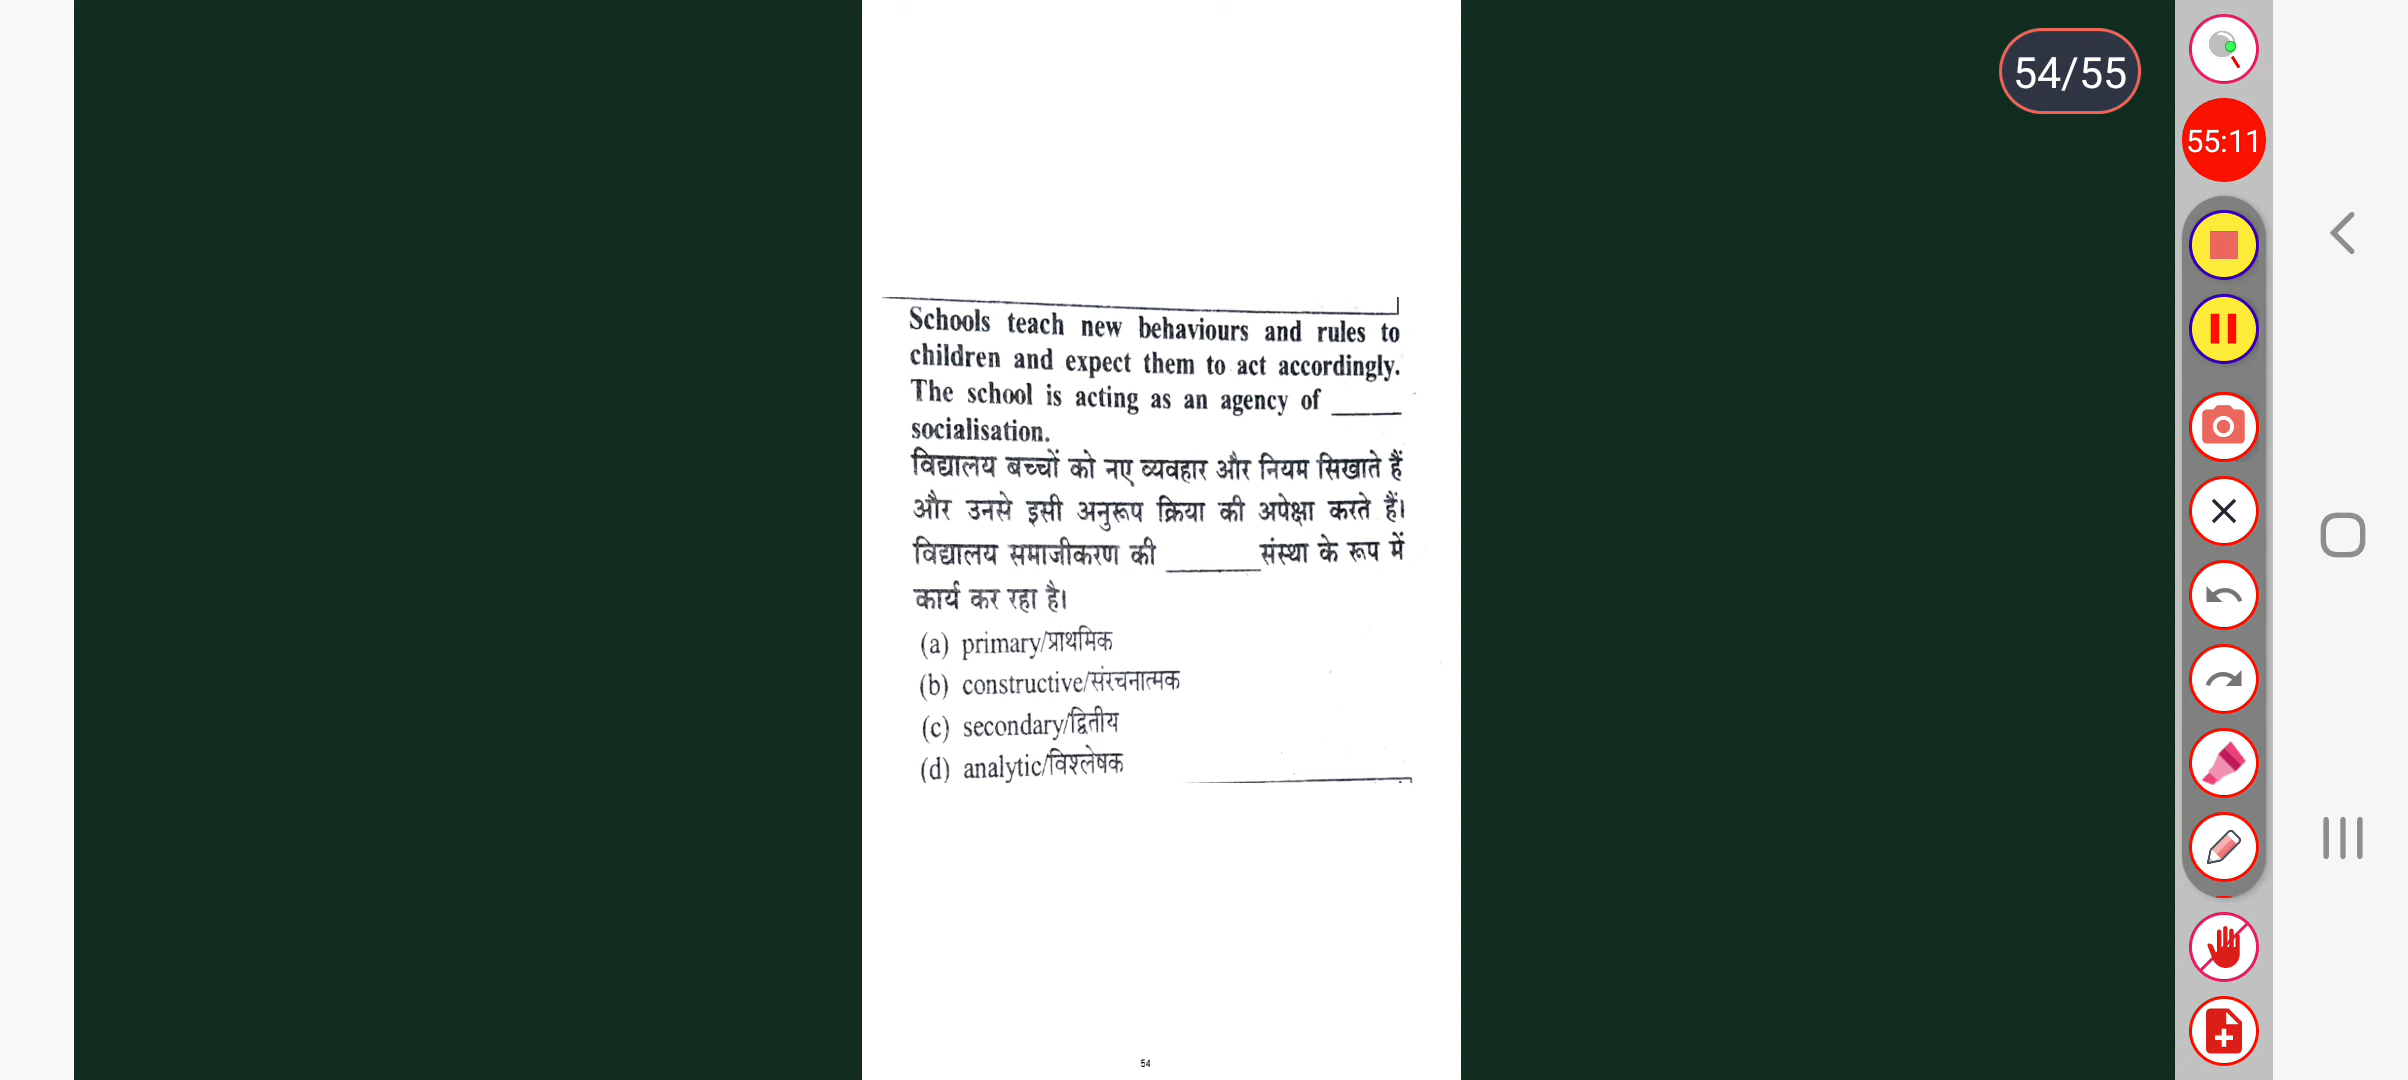 54/55
55:11
Schools teach new behaviours and rules to
children and expect them to act accordingly.
The school is acting as an agency of ______
socialisation.
विद्यालय बच्चों को नए व्यवहार और नियम सिखाते हैं
और उनसे इसी अनुरूप क्रिया की अपेक्षा करते हैं।
विद्यालय समाजीकरण की ________ संस्था के रूप में
कार्य कर रहा है।
(a) primary/प्राथमिक
(b) constructive/संरचनात्मक
(c) secondary/द्वितीय
(d) analytic/विश्लेषक
54